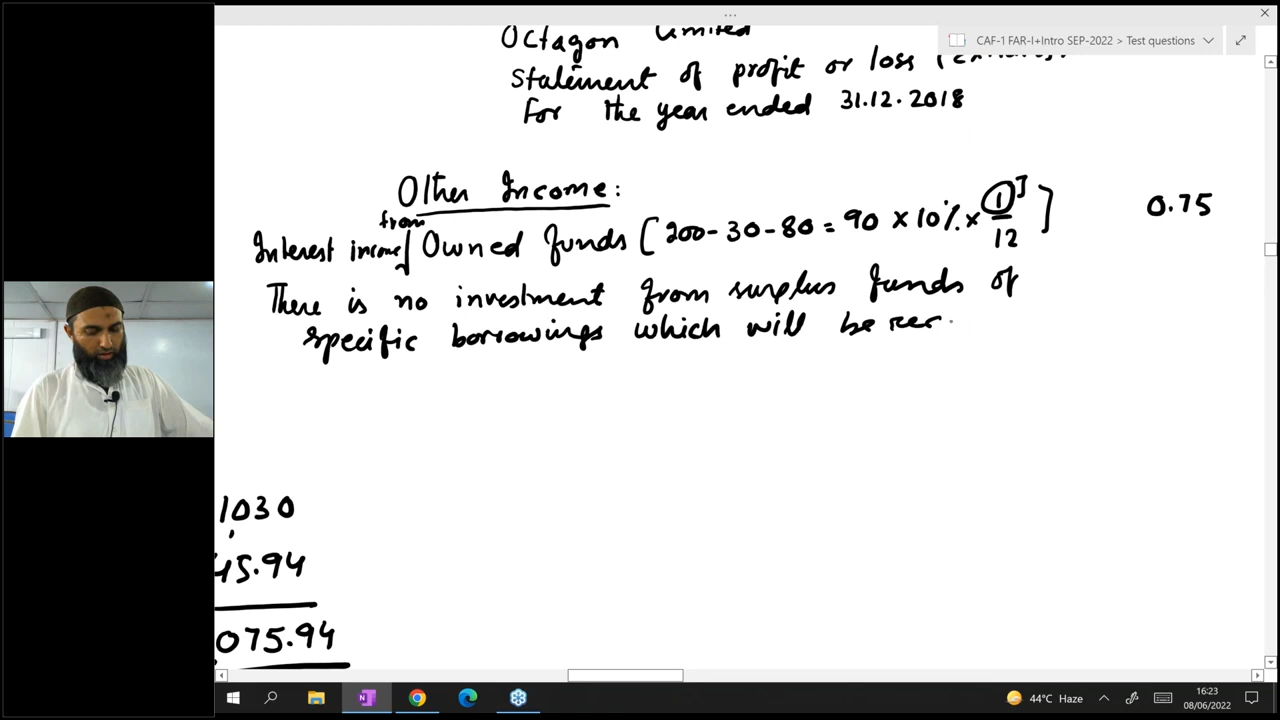 Octagon Limited
CAF-1 FAR-I+Intro SEP-2022 > Test questions
Statement of profit or loss
For the year ended 31.12.2018
Other Income:
Interest income from Owned funds [200-30-80 = 90 × 10% × 1/12] 0.75
There is no investment from surplus funds of
specific borrowings which will be rec
1030
45.94
075.94
44°C Haze
16:23
08/06/2022